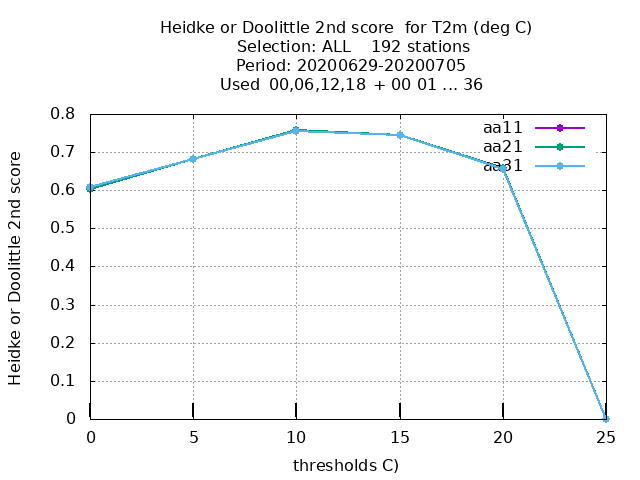 Heidke or Doolittle 2nd score  for T2m (deg C)
Selection: ALL    192 stations
Period: 20200629-20200705
Used  00,06,12,18  + 00 01 ... 36
Heidke or Doolittle 2nd score
0.8
0.7
0.6
0.5
0.4
0.3
0.2
0.1
0
aa11
aa21
aa31
0 5 10 15 20 25
thresholds C)